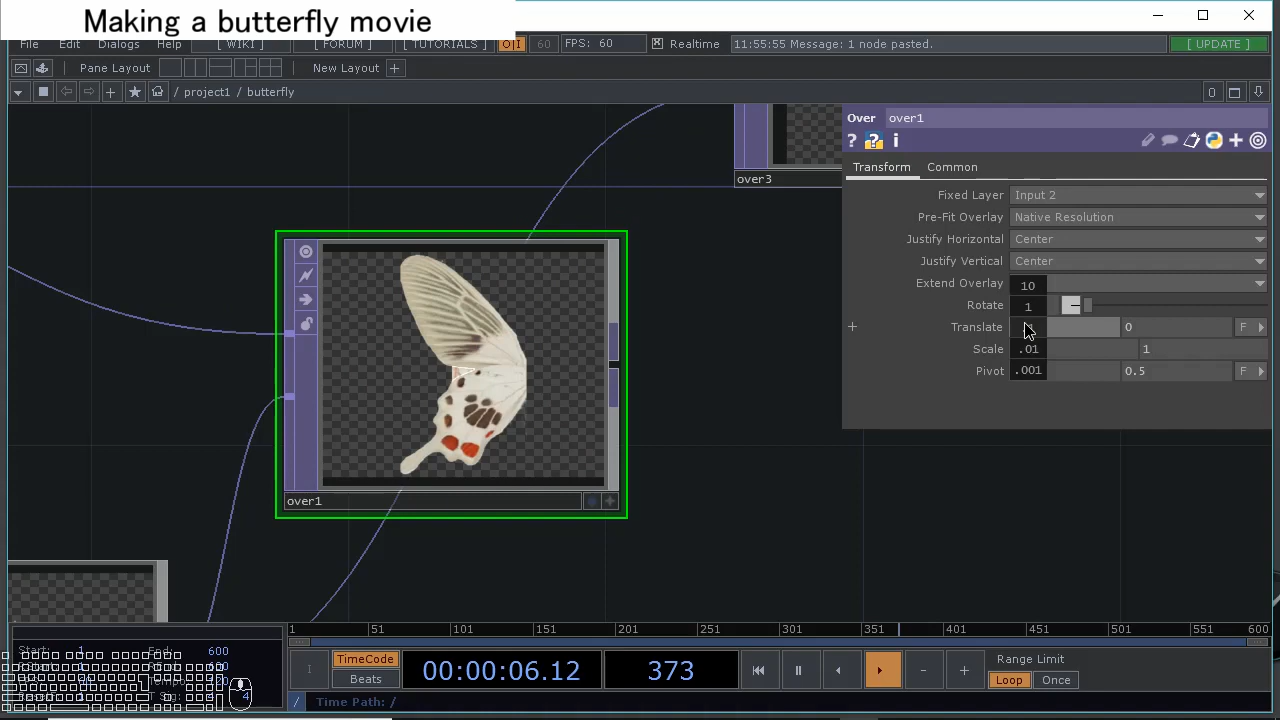 Making a butterfly movie
File Edit Dialogs Help [ WIKI ] [ FORUM ] [ TUTORIALS ] O|I 60 FPS: 60 Realtime 11:55:55 Message: 1 node pasted. [ UPDATE ]
Pane Layout New Layout +
/ project1 / butterfly 0
Over over1
? ? i
Transform Common
Fixed Layer Input 2
Pre-Fit Overlay Native Resolution
Justify Horizontal Center
Justify Vertical Center
Extend Overlay 10
Rotate 1
Translate 0 F
Scale .01 1
Pivot .001 0.5 F
over3
over1
1 51 101 151 201 251 301 351 401 451 501 551 600
Start: 1 End: 600
TimeCode
Beats
00:00:06.12
373
Range Limit
Loop Once
/ Time Path: /